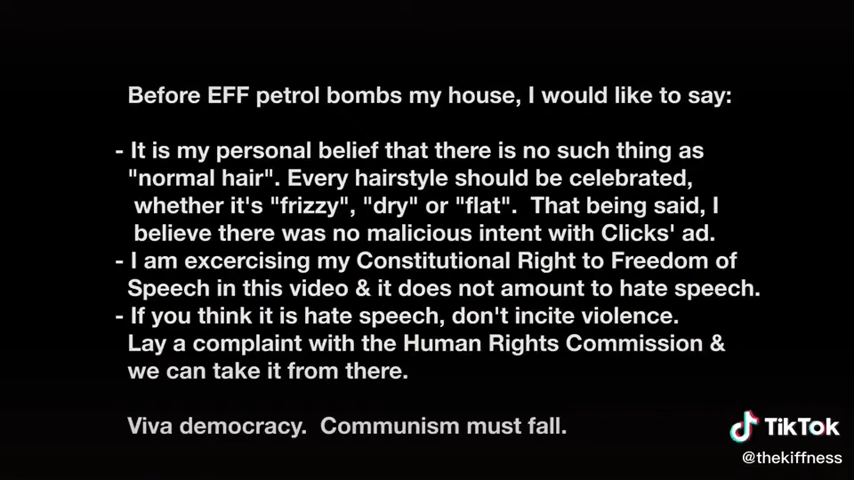 Before EFF petrol bombs my house, I would like to say:
- It is my personal belief that there is no such thing as
"normal hair". Every hairstyle should be celebrated,
whether it's "frizzy", "dry" or "flat".  That being said, I
believe there was no malicious intent with Clicks' ad.
- I am excercising my Constitutional Right to Freedom of
Speech in this video & it does not amount to hate speech.
- If you think it is hate speech, don't incite violence.
Lay a complaint with the Human Rights Commission &
we can take it from there.
Viva democracy.  Communism must fall.
TikTok
@thekiffness